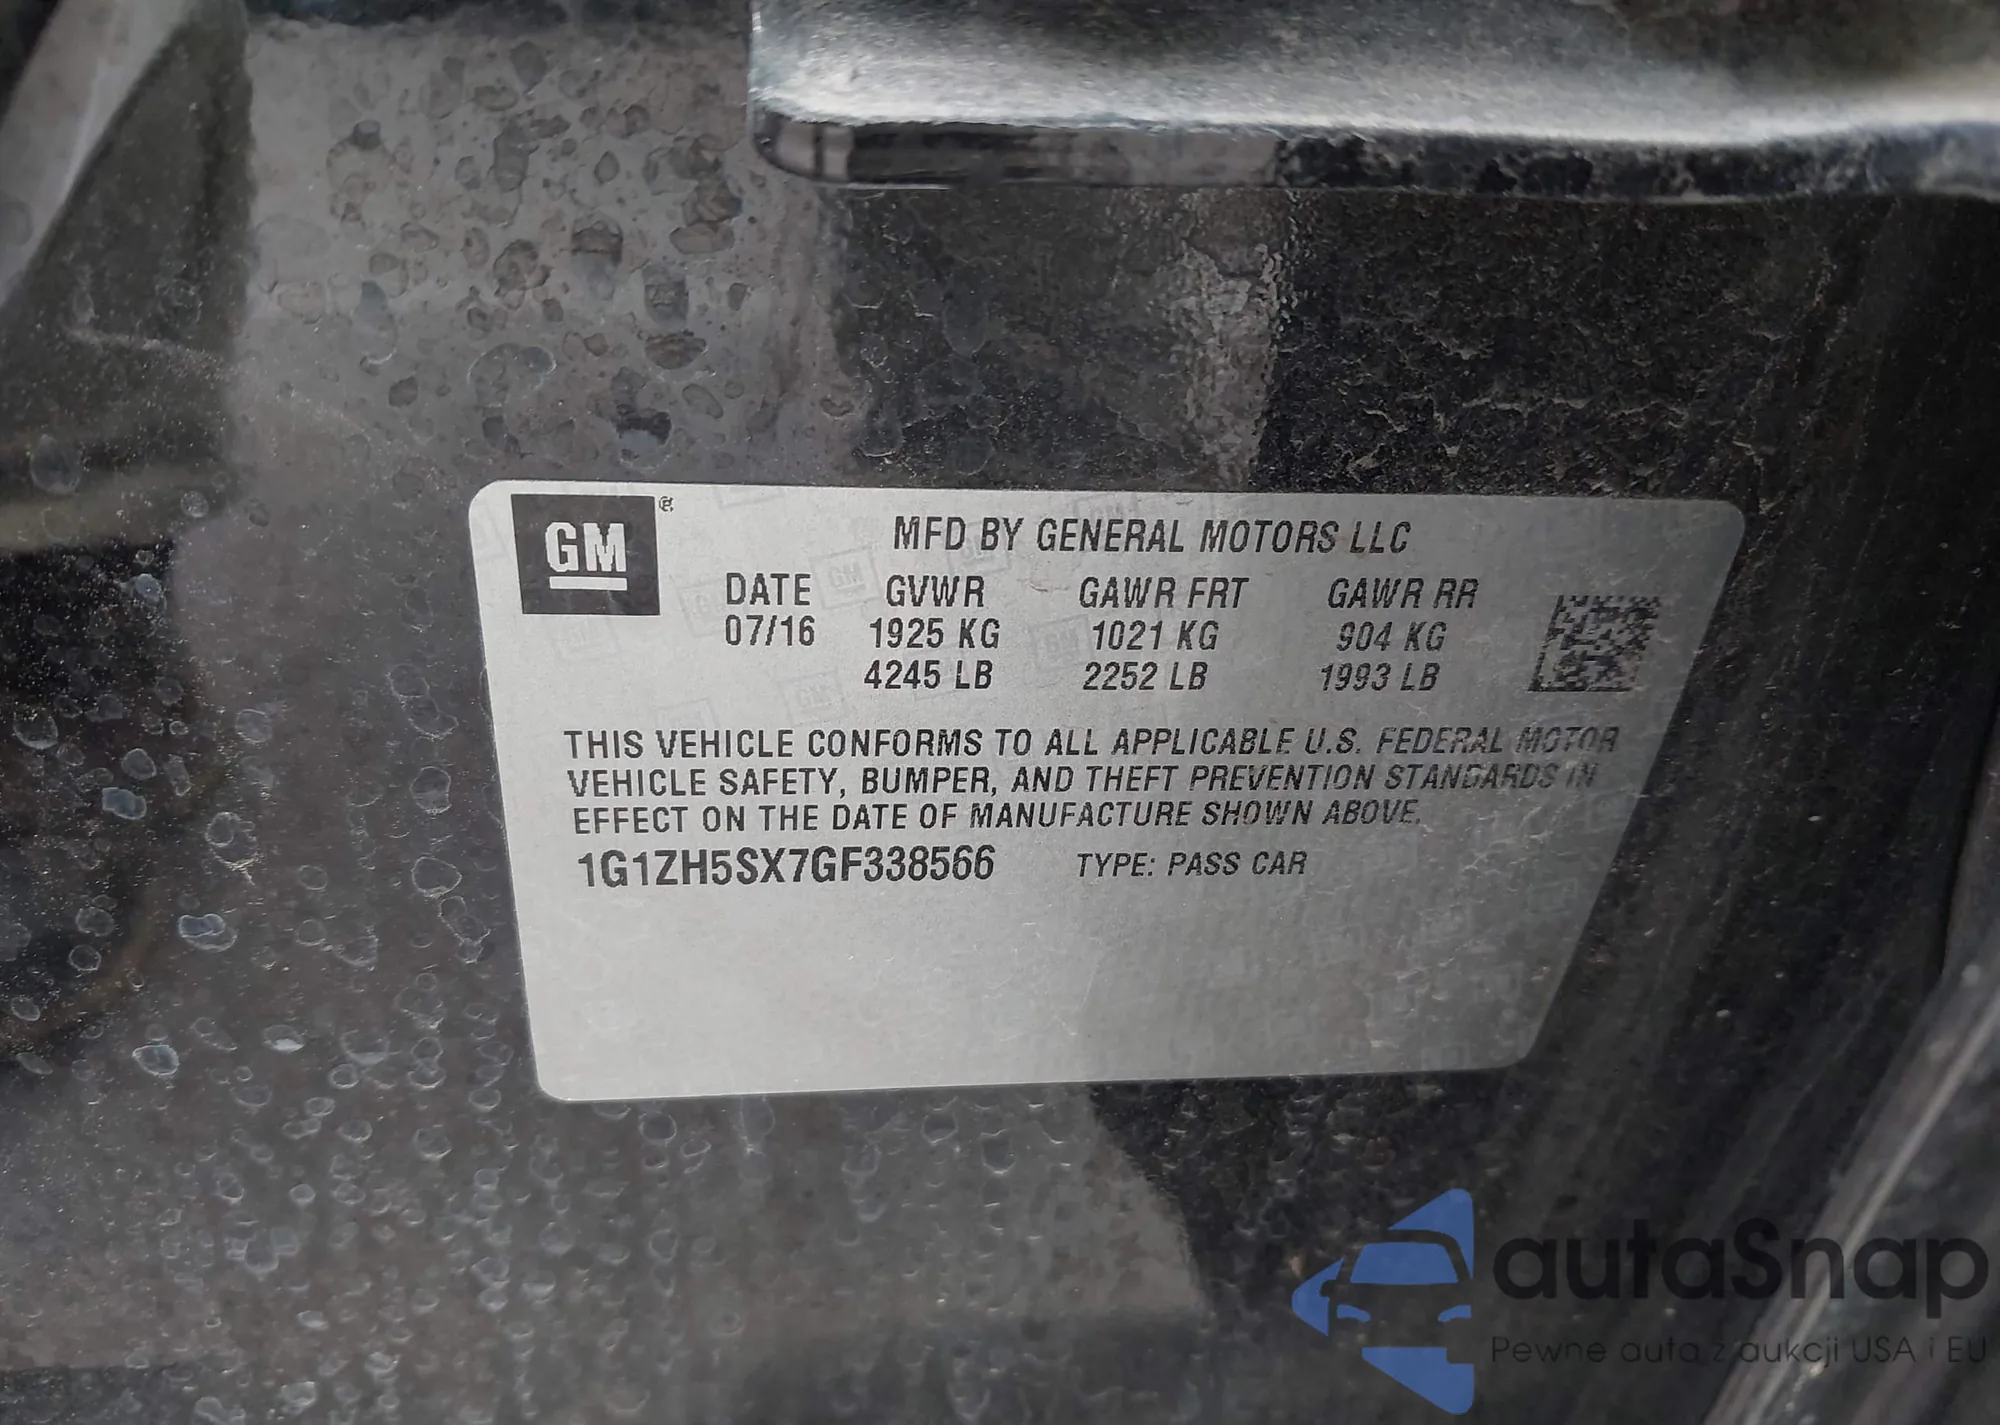 GM ®
MFD BY GENERAL MOTORS LLC
DATE GVWR GAWR FRT GAWR RR
07/16 1925 KG 1021 KG 904 KG
4245 LB 2252 LB 1993 LB
THIS VEHICLE CONFORMS TO ALL APPLICABLE U.S. FEDERAL MOTOR
VEHICLE SAFETY, BUMPER, AND THEFT PREVENTION STANDARDS IN
EFFECT ON THE DATE OF MANUFACTURE SHOWN ABOVE.
1G1ZH5SX7GF338566 TYPE: PASS CAR
autaSnap
Pewne auta z aukcji USA i EU